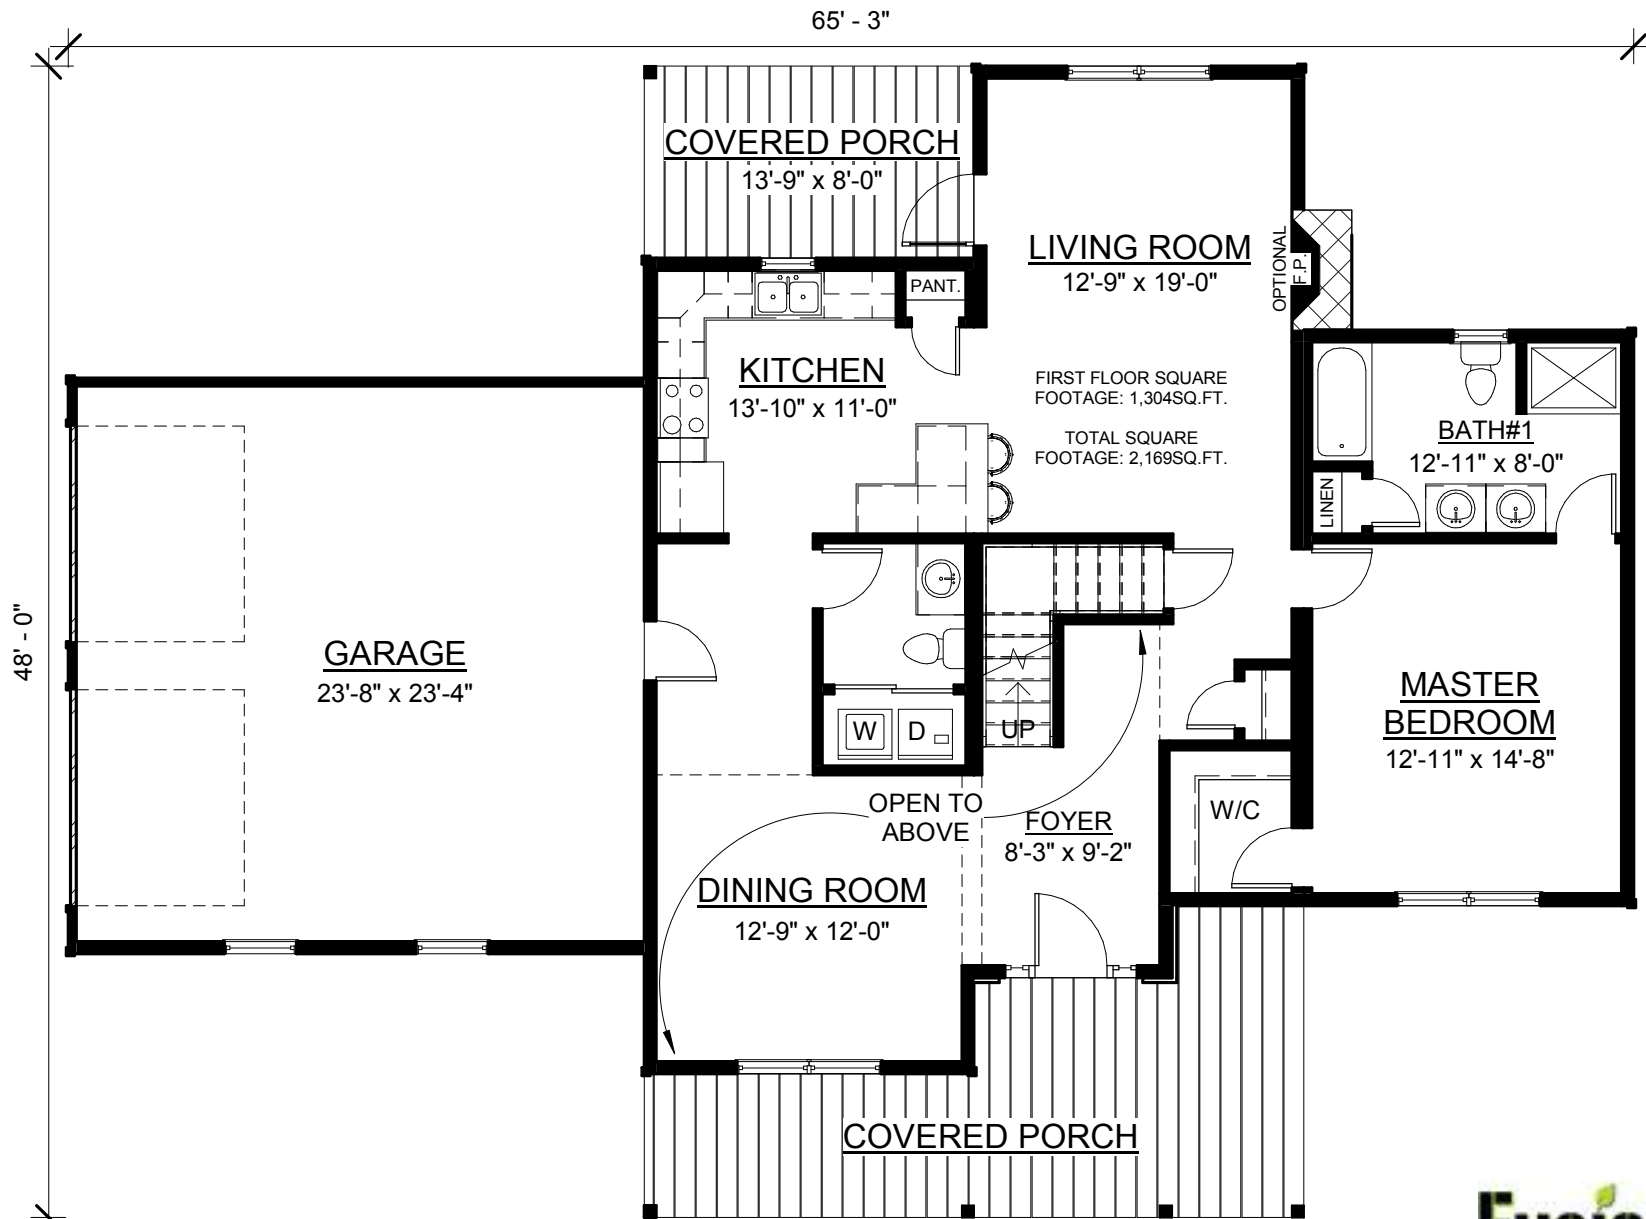 65' - 3"
COVERED PORCH
13'-9" x 8'-0"
LIVING ROOM
12'-9" x 19'-0"
OPTIONAL
F.P.
PANT.
KITCHEN
13'-10" x 11'-0"
FIRST FLOOR SQUARE
FOOTAGE: 1,304SQ.FT.
TOTAL SQUARE
FOOTAGE: 2,169SQ.FT.
BATH#1
12'-11" x 8'-0"
LINEN
48' - 0"
GARAGE
23'-8" x 23'-4"
W
D
UP
MASTER
BEDROOM
12'-11" x 14'-8"
W/C
OPEN TO
ABOVE
FOYER
8'-3" x 9'-2"
DINING ROOM
12'-9" x 12'-0"
COVERED PORCH